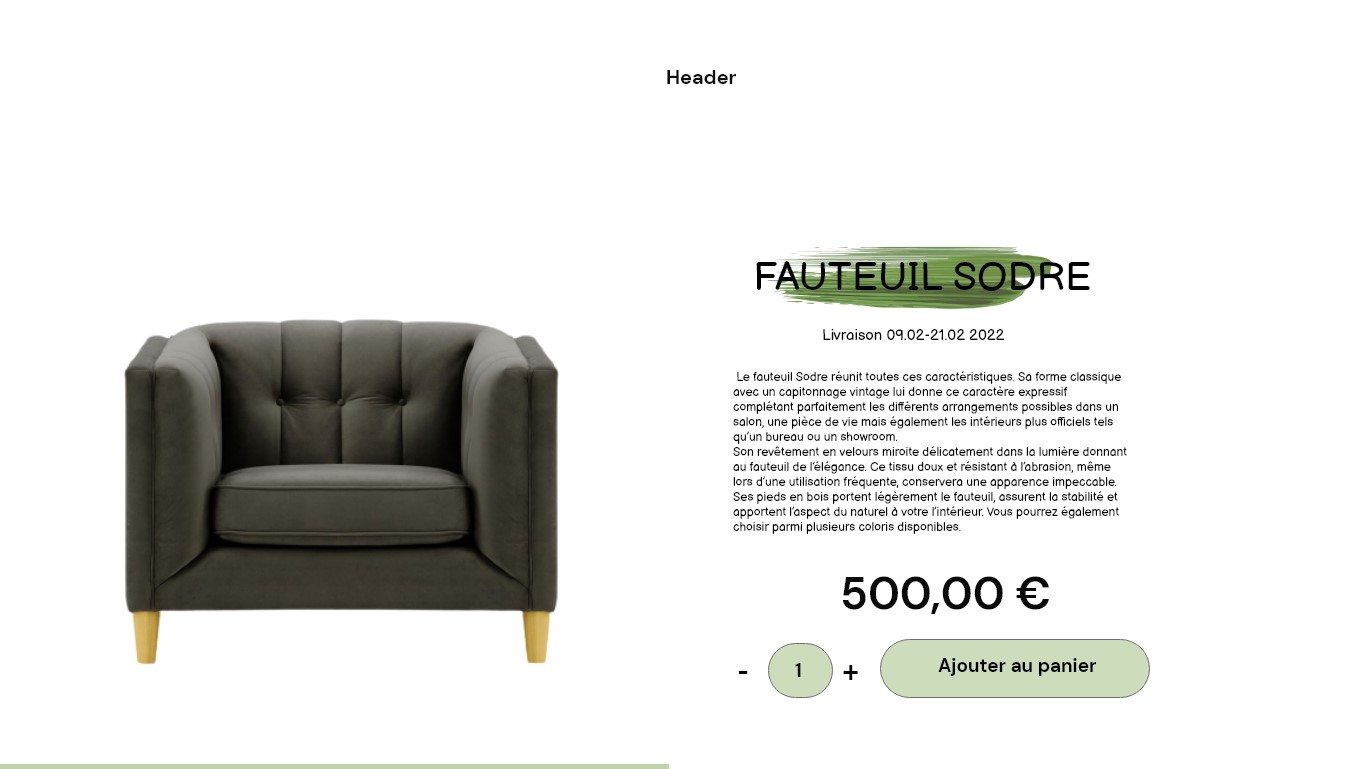 Header
FAUTEUIL SODRE
Livraison 09.02-21.02 2022
Le fauteuil Sodre réunit toutes ces caractéristiques. Sa forme classique
avec un capitonnage vintage lui donne ce caractère expressif
complétant parfaitement les différents arrangements possibles dans un
salon, une pièce de vie mais également les intérieurs plus officiels tels
qu'un bureau ou un showroom.
Son revêtement en velours miroite délicatement dans la lumière donnant
au fauteuil de l'élégance. Ce tissu doux et résistant à l'abrasion, même
lors d'une utilisation fréquente, conservera une apparence impeccable.
Ses pieds en bois portent légèrement le fauteuil, assurent la stabilité et
apportent l'aspect du naturel à votre l'intérieur. Vous pourrez également
choisir parmi plusieurs coloris disponibles.
500,00 €
- 1 + Ajouter au panier